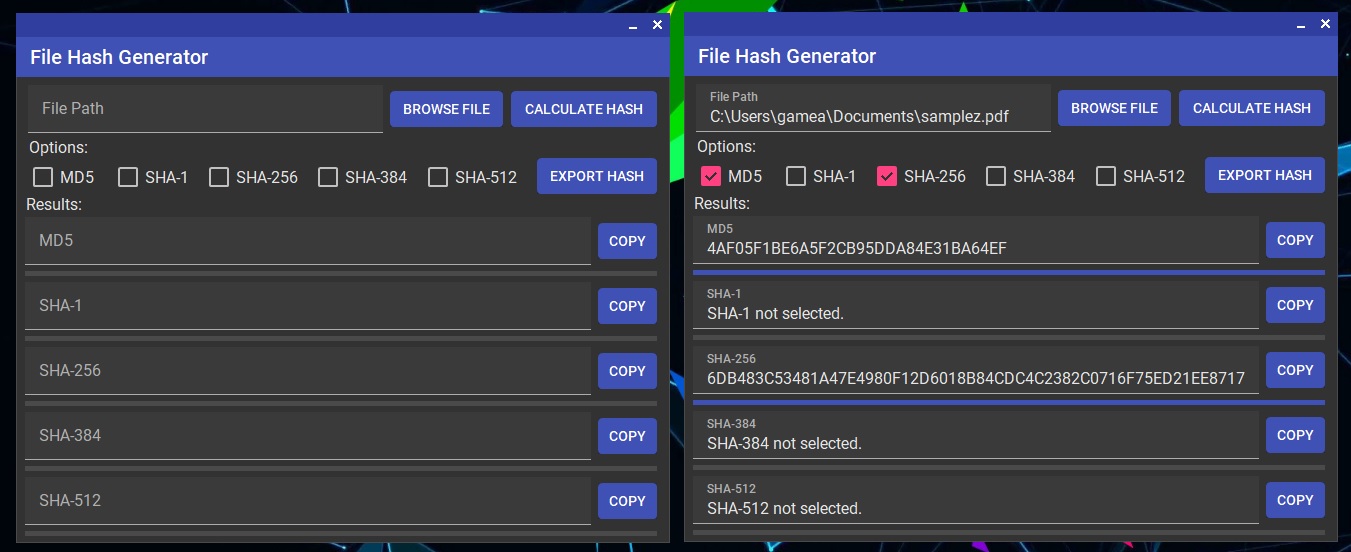 File Hash Generator
File Path
BROWSE FILE
CALCULATE HASH
Options:
MD5
SHA-1
SHA-256
SHA-384
SHA-512
EXPORT HASH
Results:
MD5
COPY
SHA-1
COPY
SHA-256
COPY
SHA-384
COPY
SHA-512
COPY
File Hash Generator
File Path
C:\Users\gamea\Documents\samplez.pdf
BROWSE FILE
CALCULATE HASH
Options:
MD5
SHA-1
SHA-256
SHA-384
SHA-512
EXPORT HASH
Results:
MD5
4AF05F1BE6A5F2CB95DDA84E31BA64EF
COPY
SHA-1
SHA-1 not selected.
COPY
SHA-256
6DB483C53481A47E4980F12D6018B84CDC4C2382C0716F75ED21EE8717
COPY
SHA-384
SHA-384 not selected.
COPY
SHA-512
SHA-512 not selected.
COPY